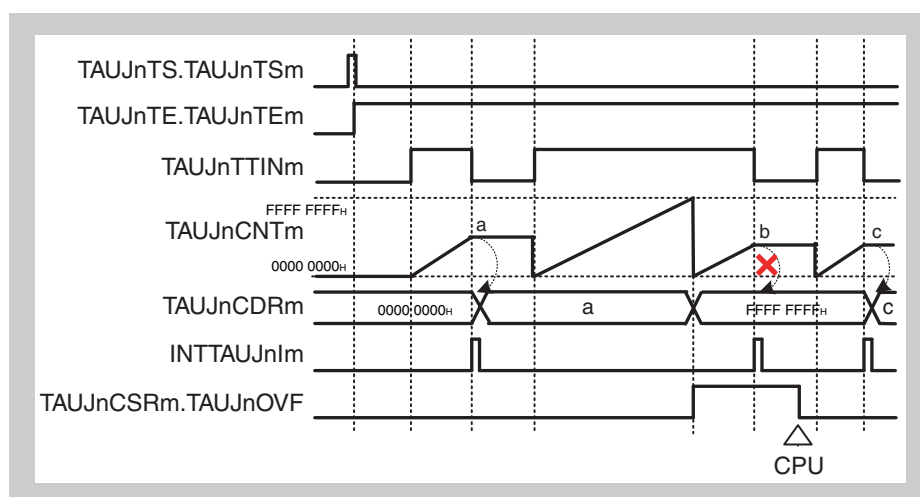 TAUJnTS.TAUJnTSm
TAUJnTE.TAUJnTEm
TAUJnTTINm
FFFF FFFFH
TAUJnCNTm
a
b
c
0000 0000H
TAUJnCDRm
0000 0000H
a
FFFF FFFFH
c
INTTAUJnIm
TAUJnCSRm.TAUJnOVF
CPU